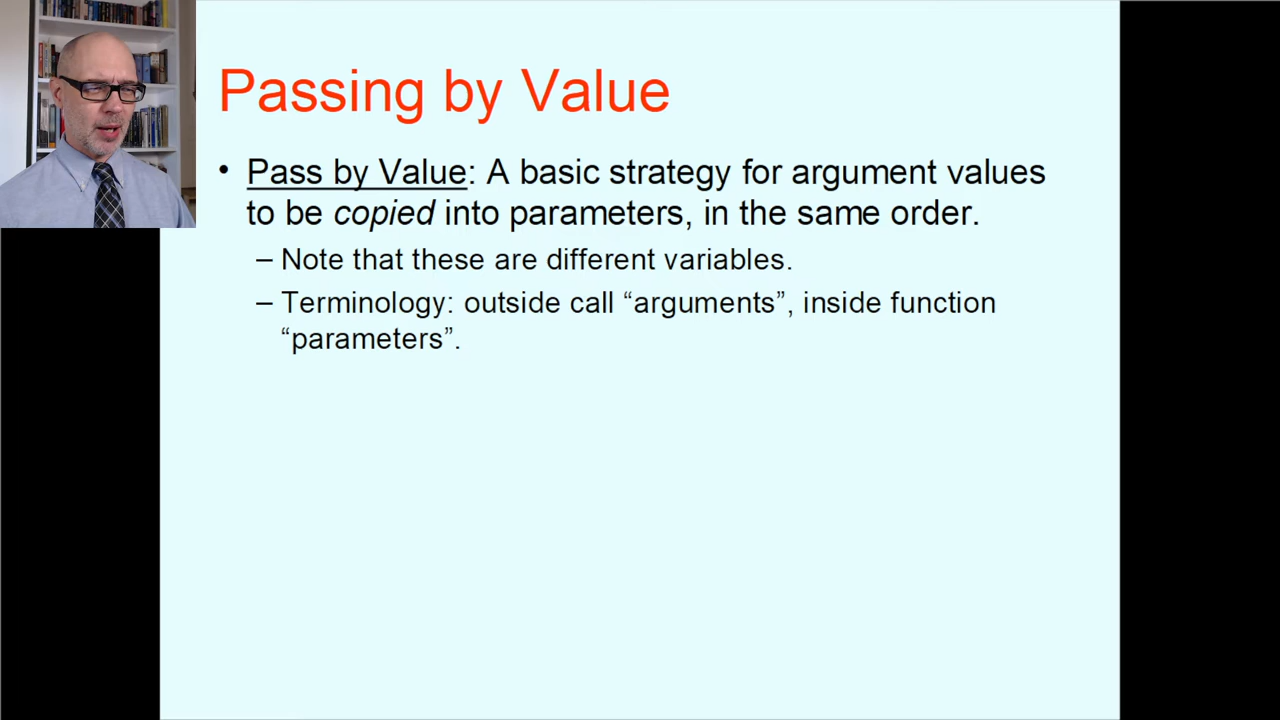 Passing by Value
• Pass by Value: A basic strategy for argument values
to be copied into parameters, in the same order.
– Note that these are different variables.
– Terminology: outside call “arguments”, inside function
“parameters”.